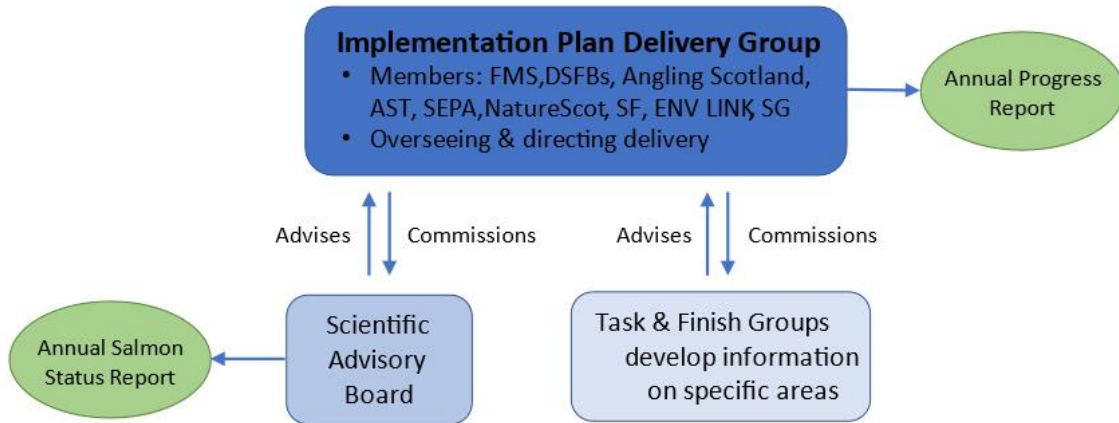 Implementation Plan Delivery Group
• Members: FMS,DSFBs, Angling Scotland,
AST, SEPA,NatureScot, SF, ENV LINK, SG
• Overseeing & directing delivery
Annual Progress
Report
Advises
Commissions
Advises
Commissions
Annual Salmon
Status Report
Scientific
Advisory
Board
Task & Finish Groups
develop information
on specific areas